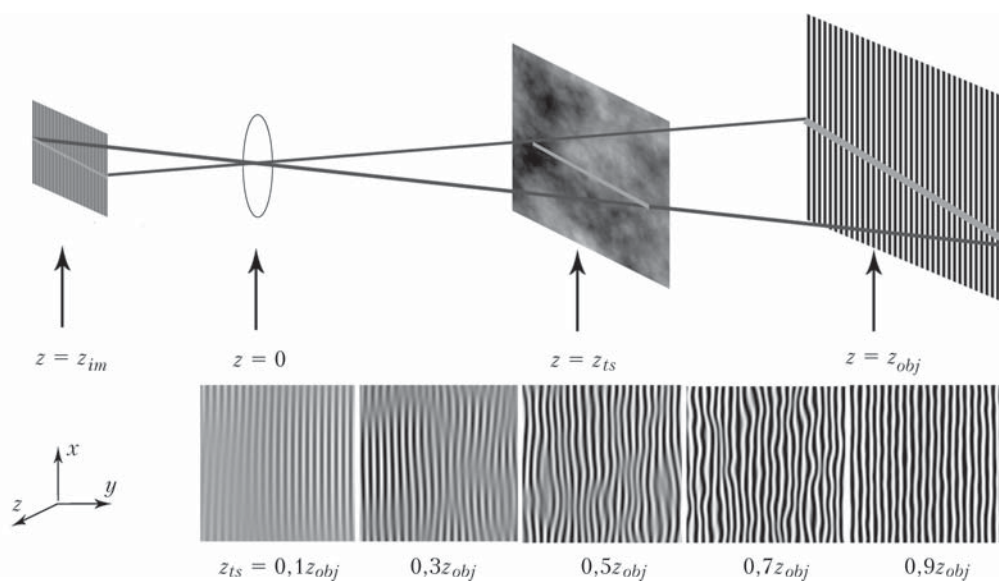 z = z_im
z = 0
z = z_ts
z = z_obj
x
y
z
z_ts = 0,1z_obj
0,3z_obj
0,5z_obj
0,7z_obj
0,9z_obj